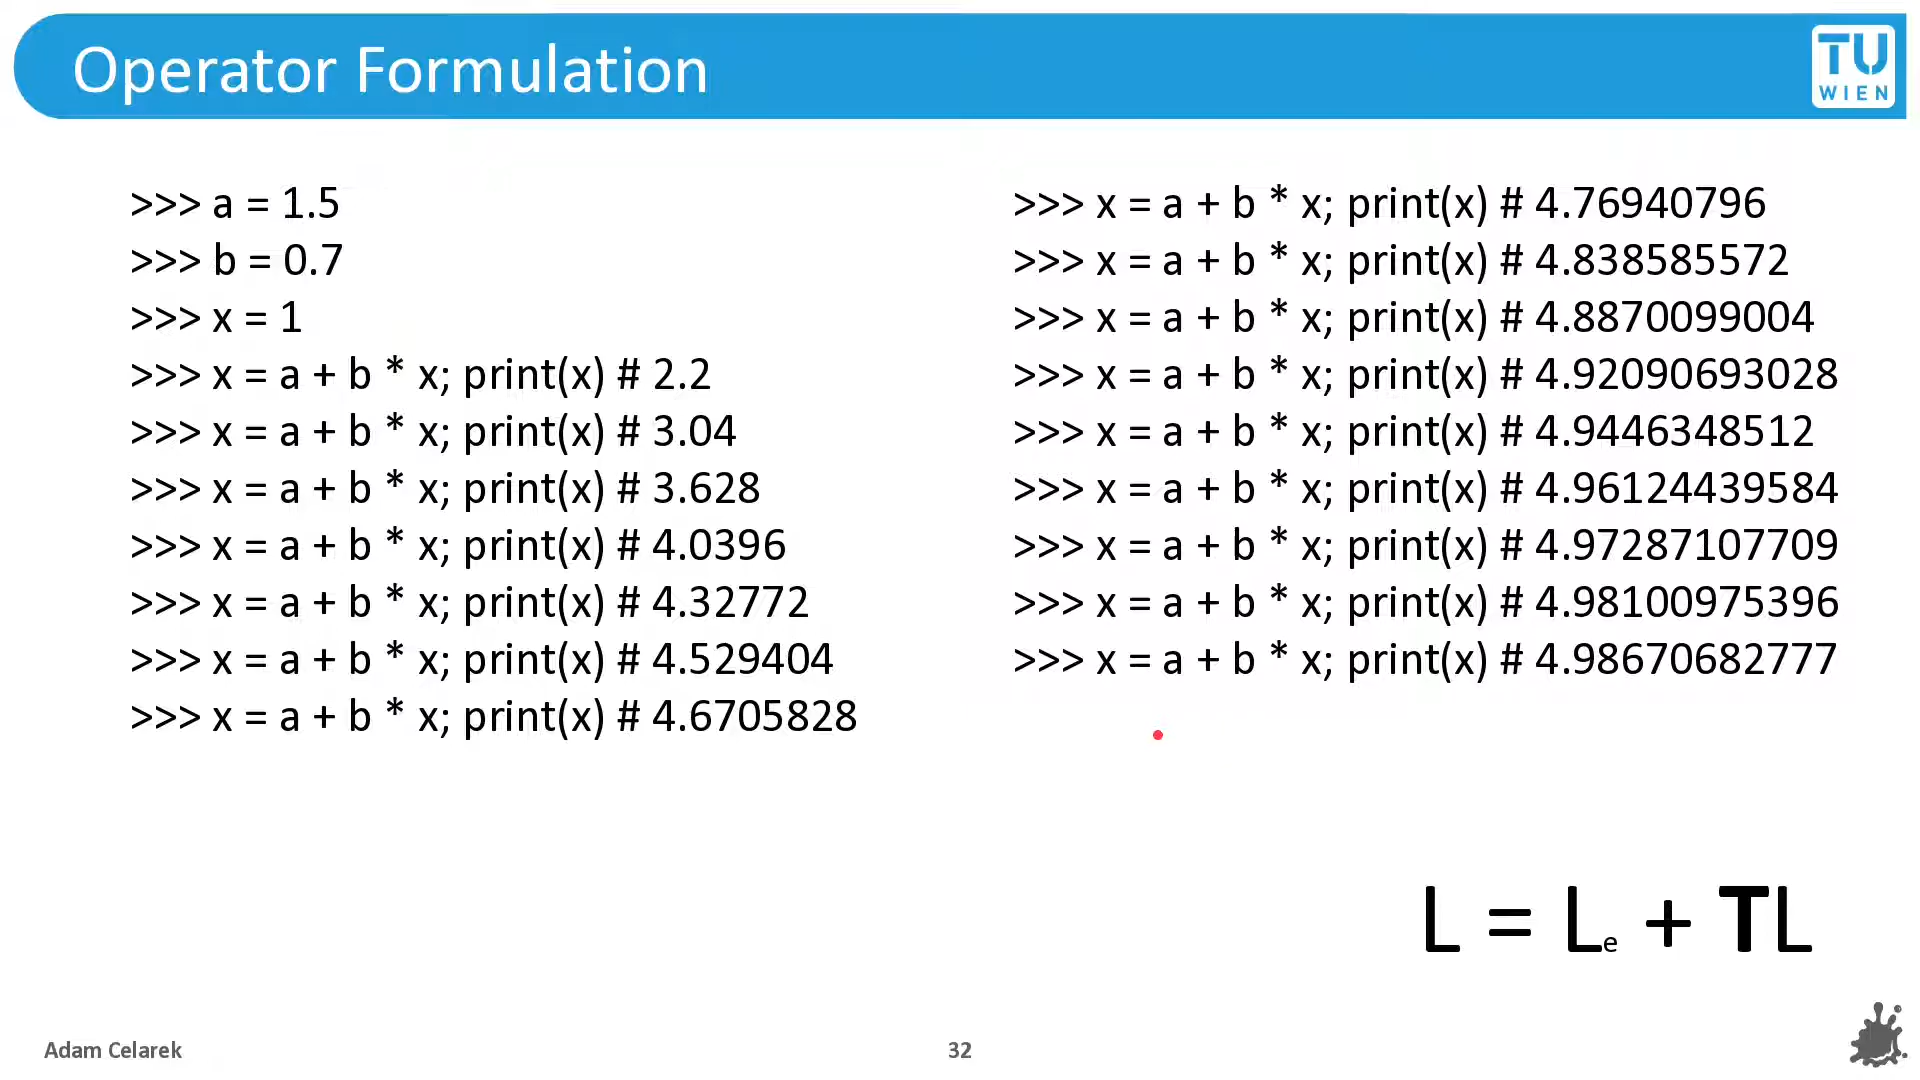 Operator Formulation
TU
WIEN
>>> a = 1.5
>>> b = 0.7
>>> x = 1
>>> x = a + b * x; print(x) # 2.2
>>> x = a + b * x; print(x) # 3.04
>>> x = a + b * x; print(x) # 3.628
>>> x = a + b * x; print(x) # 4.0396
>>> x = a + b * x; print(x) # 4.32772
>>> x = a + b * x; print(x) # 4.529404
>>> x = a + b * x; print(x) # 4.6705828
>>> x = a + b * x; print(x) # 4.76940796
>>> x = a + b * x; print(x) # 4.838585572
>>> x = a + b * x; print(x) # 4.8870099004
>>> x = a + b * x; print(x) # 4.92090693028
>>> x = a + b * x; print(x) # 4.9446348512
>>> x = a + b * x; print(x) # 4.96124439584
>>> x = a + b * x; print(x) # 4.97287107709
>>> x = a + b * x; print(x) # 4.98100975396
>>> x = a + b * x; print(x) # 4.98670682777
L = Le + TL
Adam Celarek
32